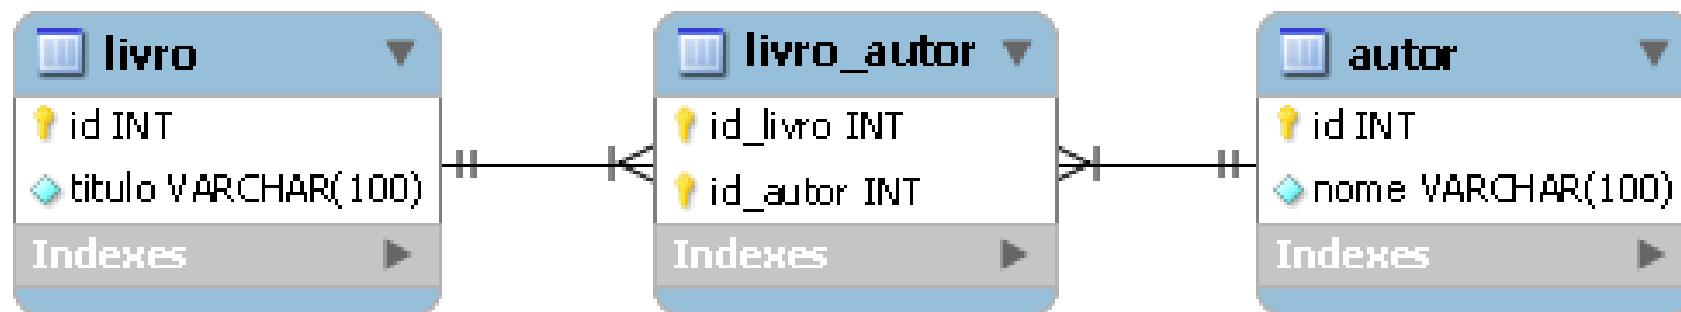 livro
id INT
titulo VARCHAR(100)
Indexes
livro_autor
id_livro INT
id_autor INT
Indexes
autor
id INT
nome VARCHAR(100)
Indexes